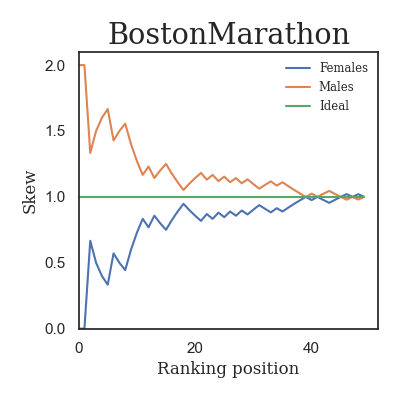 BostonMarathon
Females
Males
Ideal
2.0
1.5
1.0
0.5
0.0
Skew
0 20 40
Ranking position